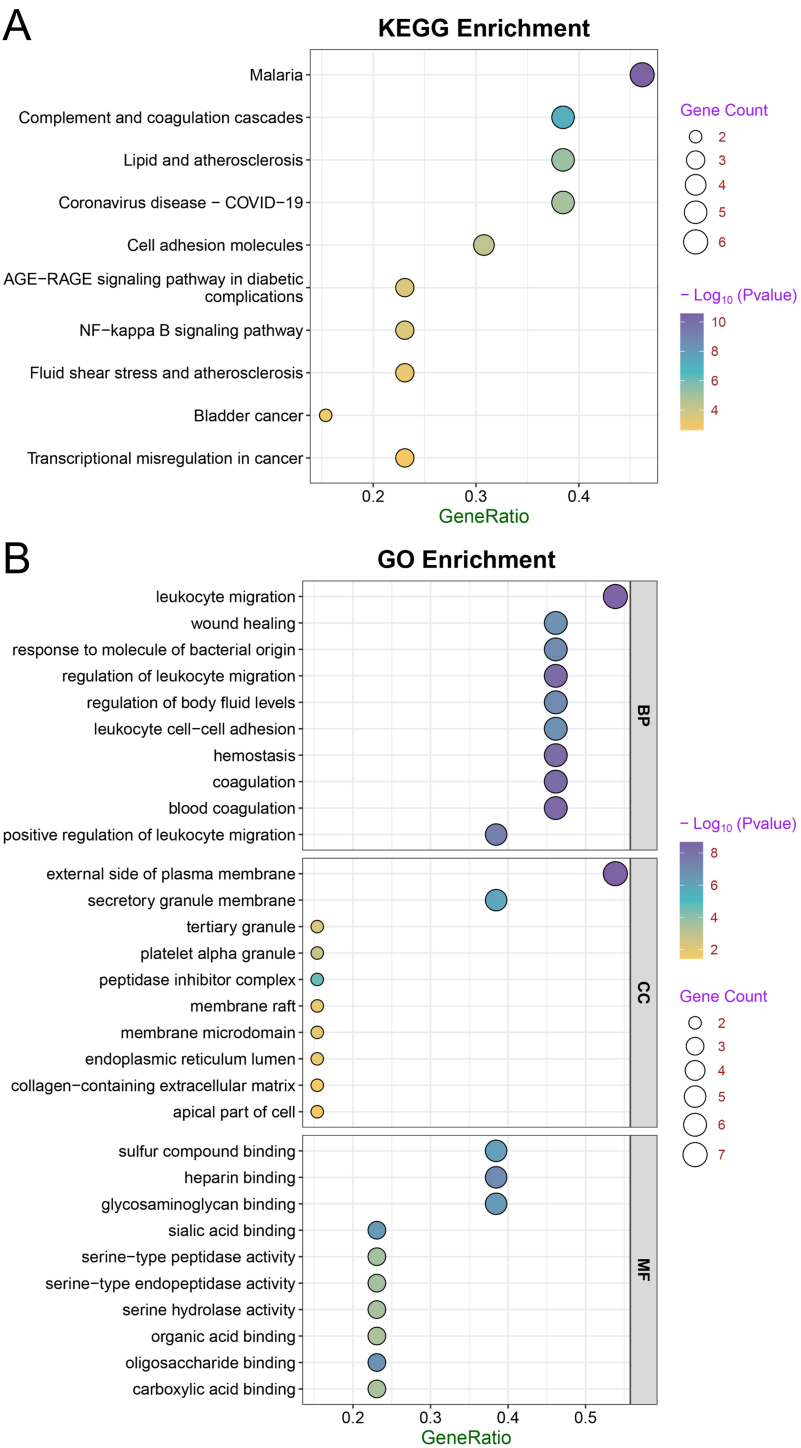 A
KEGG Enrichment
Malaria
Complement and coagulation cascades
Lipid and atherosclerosis
Coronavirus disease − COVID−19
Cell adhesion molecules
AGE−RAGE signaling pathway in diabetic
complications
NF−kappa B signaling pathway
Fluid shear stress and atherosclerosis
Bladder cancer
Transcriptional misregulation in cancer
0.2 0.3 0.4
GeneRatio
Gene Count
2
3
4
5
6
− Log₁₀ (Pvalue)
10
8
6
4
B
GO Enrichment
leukocyte migration
wound healing
response to molecule of bacterial origin
regulation of leukocyte migration
regulation of body fluid levels
leukocyte cell−cell adhesion
hemostasis
coagulation
blood coagulation
positive regulation of leukocyte migration
BP
external side of plasma membrane
secretory granule membrane
tertiary granule
platelet alpha granule
peptidase inhibitor complex
membrane raft
membrane microdomain
endoplasmic reticulum lumen
collagen−containing extracellular matrix
apical part of cell
CC
sulfur compound binding
heparin binding
glycosaminoglycan binding
sialic acid binding
serine−type peptidase activity
serine−type endopeptidase activity
serine hydrolase activity
organic acid binding
oligosaccharide binding
carboxylic acid binding
MF
0.2 0.3 0.4 0.5
GeneRatio
− Log₁₀ (Pvalue)
8
6
4
2
Gene Count
2
3
4
5
6
7